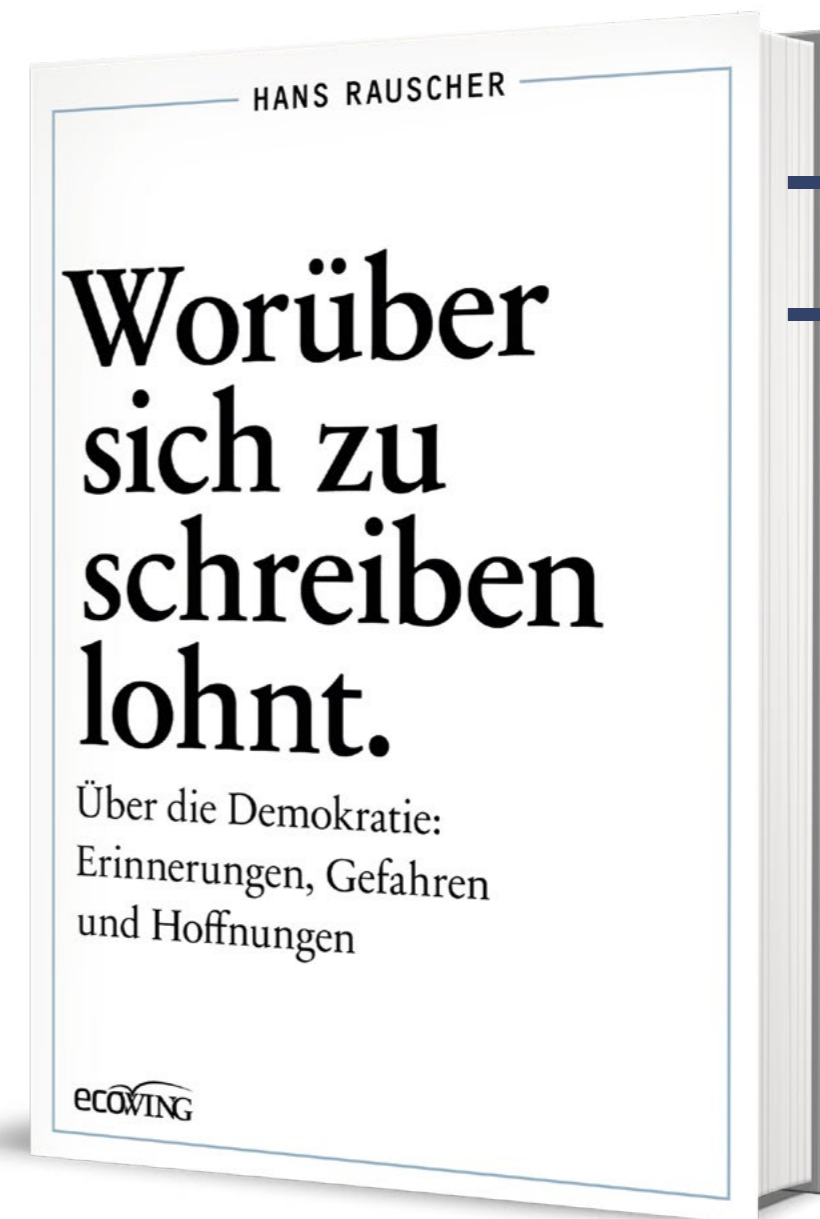 HANS RAUSCHER
Worüber
sich zu
schreiben
lohnt.
Über die Demokratie:
Erinnerungen, Gefahren
und Hoffnungen
ecoWING